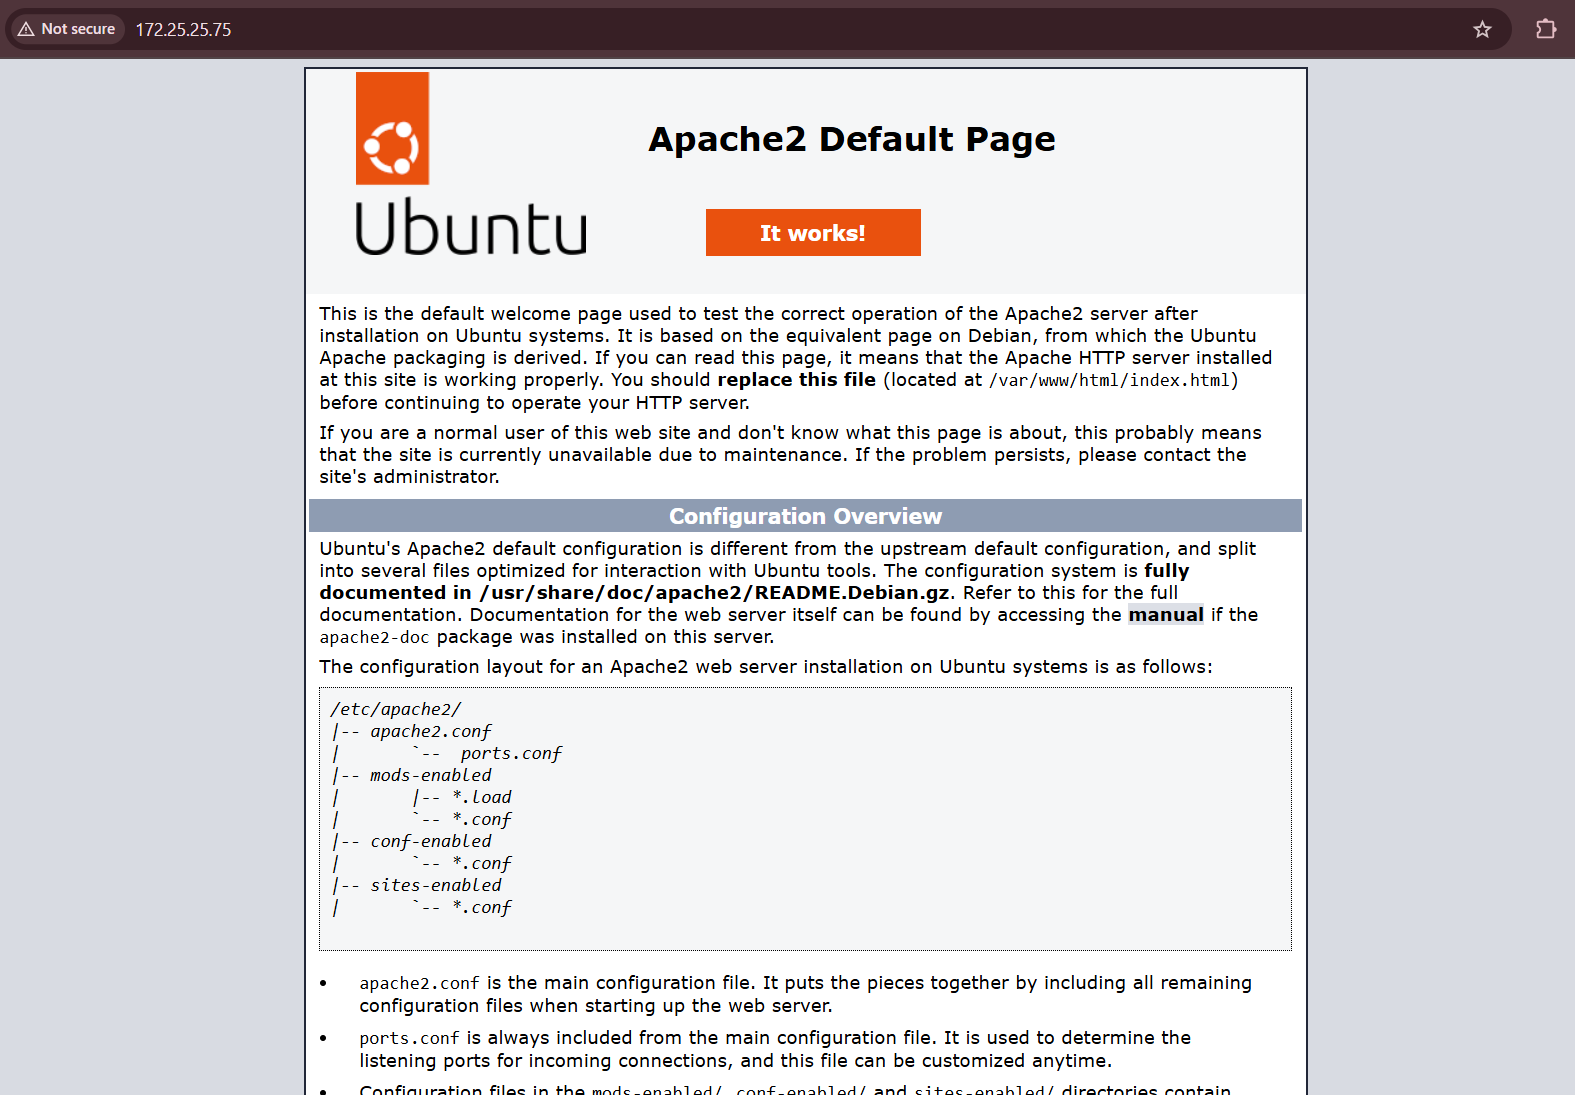 Not secure 172.25.25.75
Apache2 Default Page
Ubuntu
It works!
This is the default welcome page used to test the correct operation of the Apache2 server after
installation on Ubuntu systems. It is based on the equivalent page on Debian, from which the Ubuntu
Apache packaging is derived. If you can read this page, it means that the Apache HTTP server installed
at this site is working properly. You should replace this file (located at /var/www/html/index.html)
before continuing to operate your HTTP server.
If you are a normal user of this web site and don't know what this page is about, this probably means
that the site is currently unavailable due to maintenance. If the problem persists, please contact the
site's administrator.
Configuration Overview
Ubuntu's Apache2 default configuration is different from the upstream default configuration, and split
into several files optimized for interaction with Ubuntu tools. The configuration system is fully
documented in /usr/share/doc/apache2/README.Debian.gz. Refer to this for the full
documentation. Documentation for the web server itself can be found by accessing the manual if the
apache2-doc package was installed on this server.
The configuration layout for an Apache2 web server installation on Ubuntu systems is as follows:
/etc/apache2/
|-- apache2.conf
|       `--  ports.conf
|-- mods-enabled
|       |-- *.load
|       `-- *.conf
|-- conf-enabled
|       `-- *.conf
|-- sites-enabled
|       `-- *.conf
• apache2.conf is the main configuration file. It puts the pieces together by including all remaining
configuration files when starting up the web server.
• ports.conf is always included from the main configuration file. It is used to determine the
listening ports for incoming connections, and this file can be customized anytime.
• Configuration files in the mods-enabled/, conf-enabled/ and sites-enabled/ directories contain